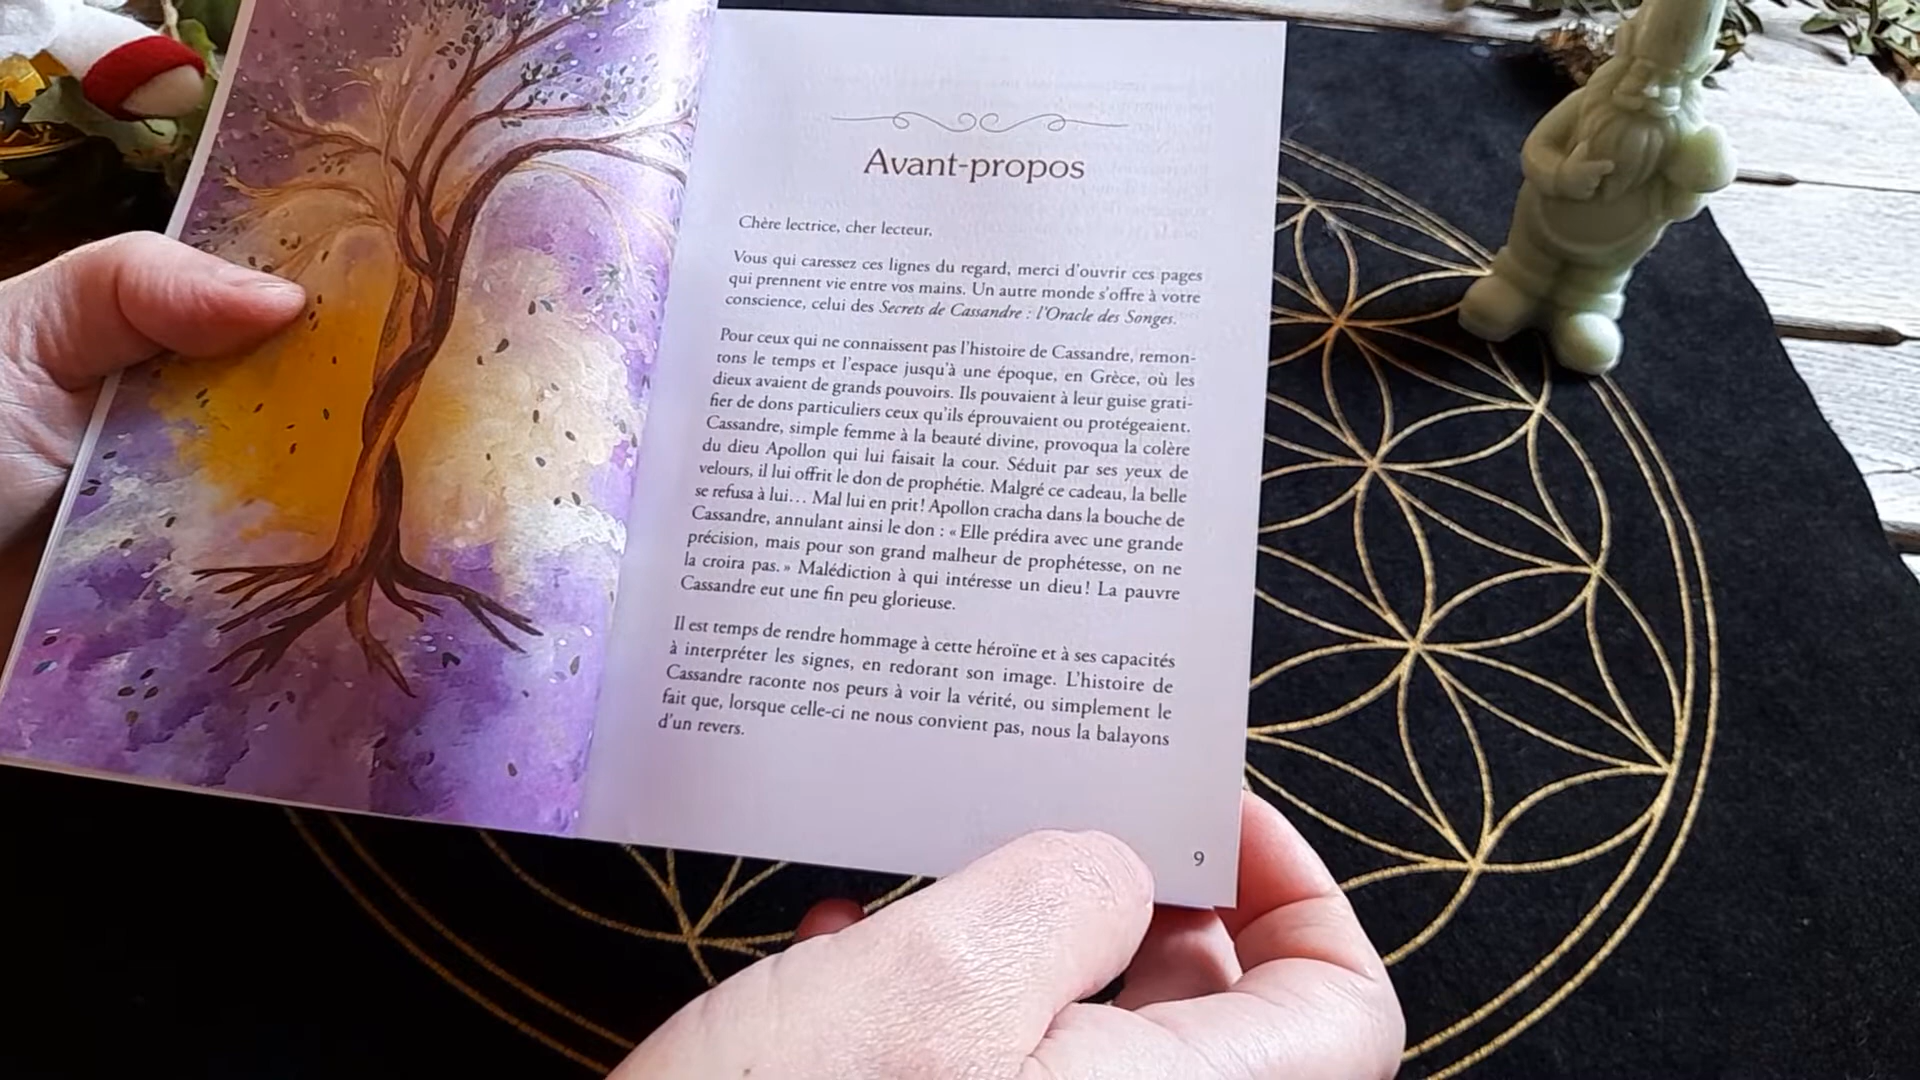 Avant-propos
Chère lectrice, cher lecteur,
Vous qui caressez ces lignes du regard, merci d'ouvrir ces pages
qui prennent vie entre vos mains. Un autre monde s'offre à votre
conscience, celui des Secrets de Cassandre : l'Oracle des Songes.
Pour ceux qui ne connaissent pas l'histoire de Cassandre, remon-
tons le temps et l'espace jusqu'à une époque, en Grèce, où les
dieux avaient de grands pouvoirs. Ils pouvaient à leur guise grati-
fier de dons particuliers ceux qu'ils éprouvaient ou protégeaient.
Cassandre, simple femme à la beauté divine, provoqua la colère
du dieu Apollon qui lui faisait la cour. Séduit par ses yeux de
velours, il lui offrit le don de prophétie. Malgré ce cadeau, la belle
se refusa à lui… Mal lui en prit ! Apollon cracha dans la bouche de
Cassandre, annulant ainsi le don : « Elle prédira avec une grande
précision, mais pour son grand malheur de prophétesse, on ne
la croira pas. » Malédiction à qui intéresse un dieu ! La pauvre
Cassandre eut une fin peu glorieuse.
Il est temps de rendre hommage à cette héroïne et à ses capacités
à interpréter les signes, en redorant son image. L'histoire de
Cassandre raconte nos peurs à voir la vérité, ou simplement le
fait que, lorsque celle-ci ne nous convient pas, nous la balayons
d'un revers.
9